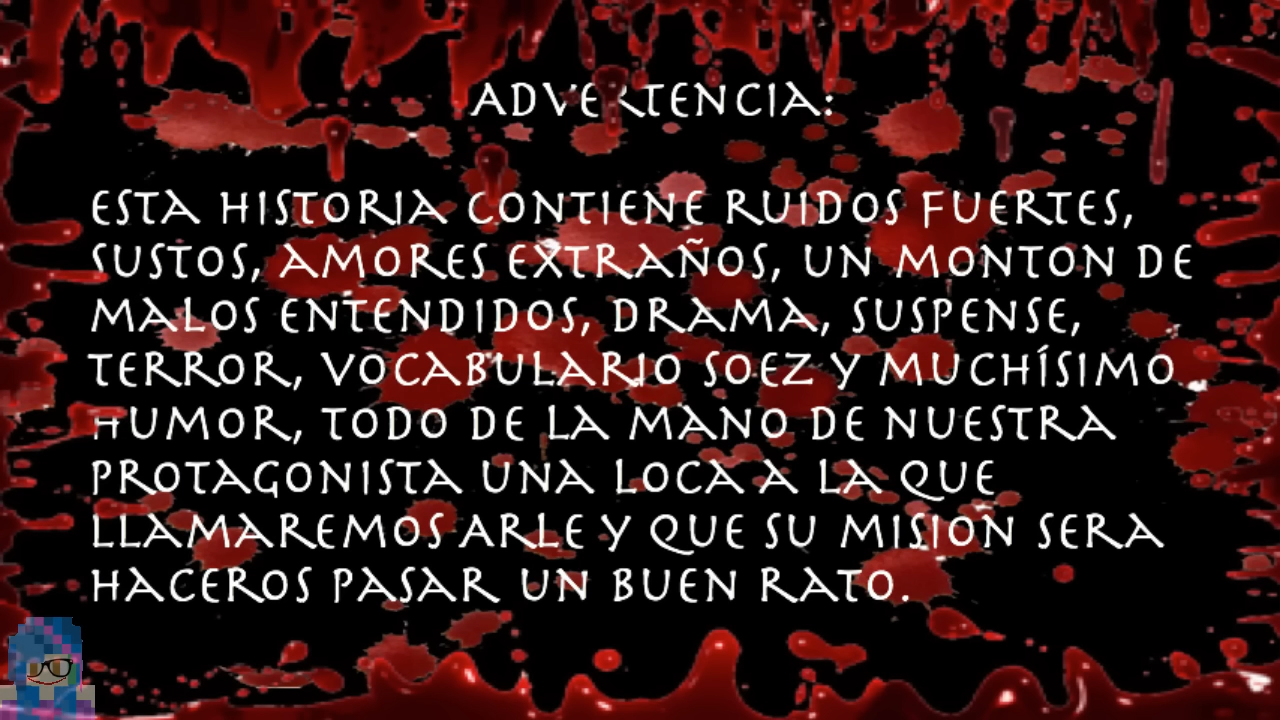 ADVERTENCIA:
ESTA HISTORIA CONTIENE RUIDOS FUERTES,
SUSTOS, AMORES EXTRAÑOS, UN MONTON DE
MALOS ENTENDIDOS, DRAMA, SUSPENSE,
TERROR, VOCABULARIO SOEZ Y MUCHÍSIMO
HUMOR, TODO DE LA MANO DE NUESTRA
PROTAGONISTA UNA LOCA A LA QUE
LLAMAREMOS ARLE Y QUE SU MISION SERA
HACEROS PASAR UN BUEN RATO.